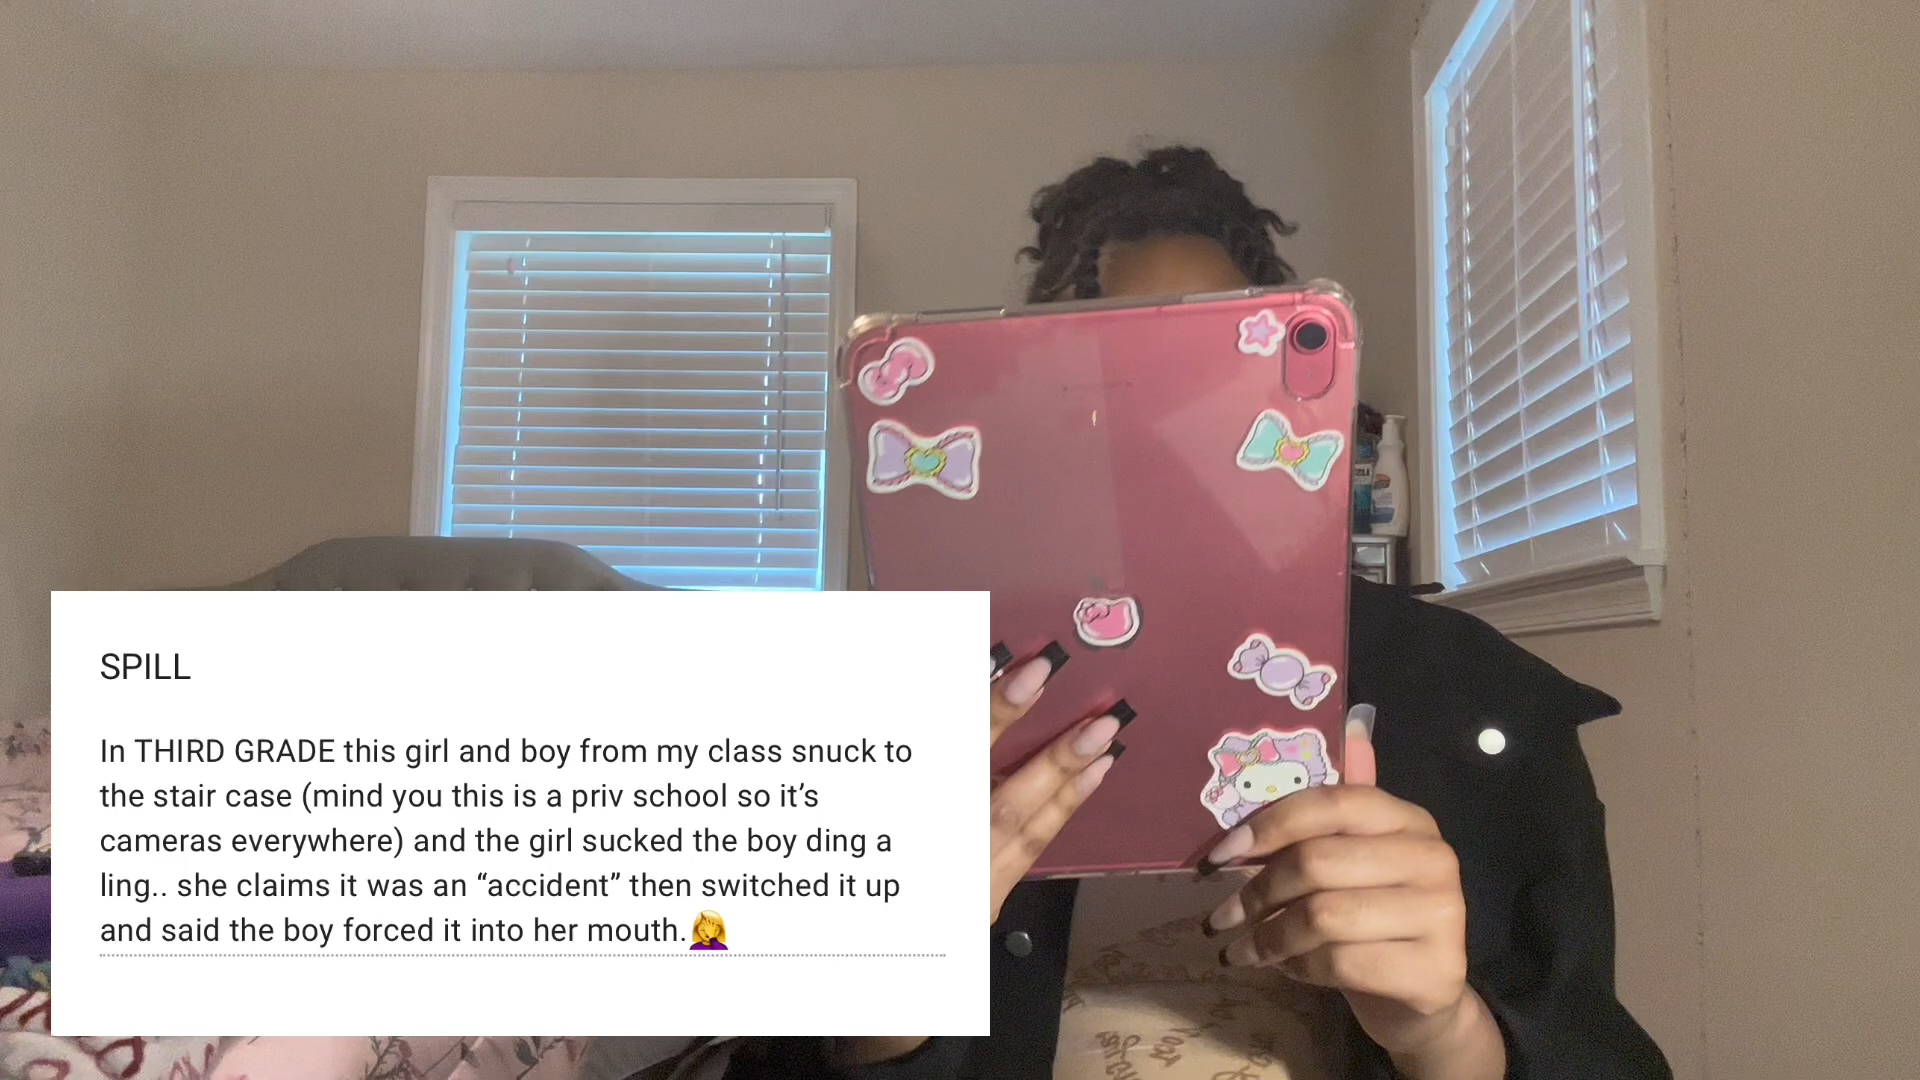 SPILL
In THIRD GRADE this girl and boy from my class snuck to
the stair case (mind you this is a priv school so it’s
cameras everywhere) and the girl sucked the boy ding a
ling.. she claims it was an “accident” then switched it up
and said the boy forced it into her mouth.🤦‍♀️